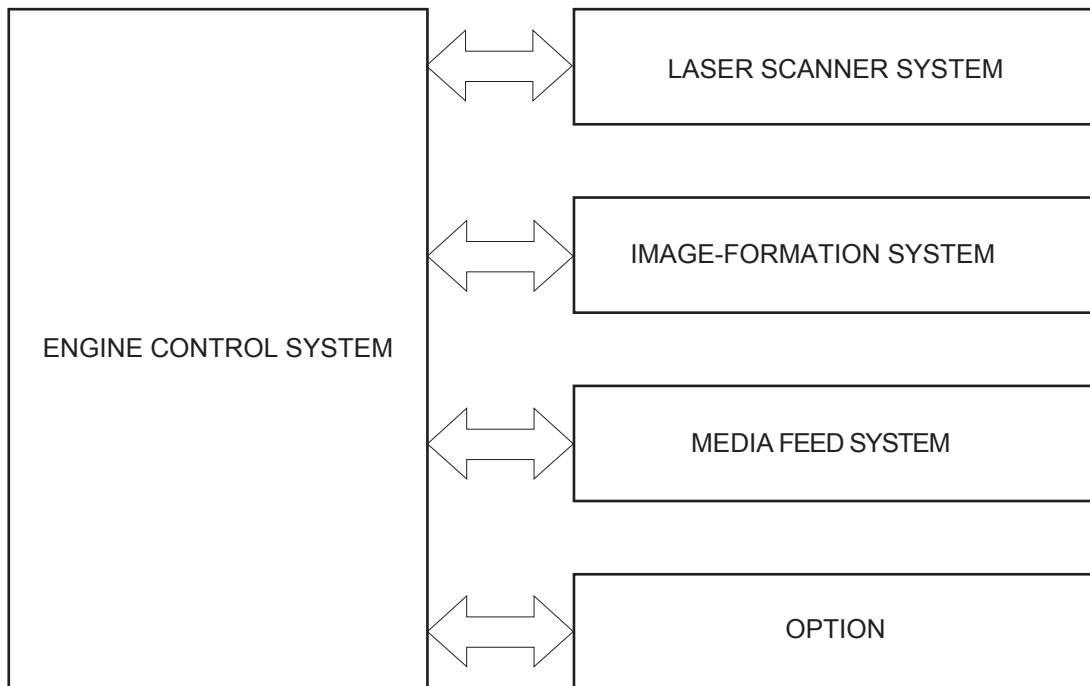 LASER SCANNER SYSTEM
IMAGE-FORMATION SYSTEM
ENGINE CONTROL SYSTEM
MEDIA FEED SYSTEM
OPTION